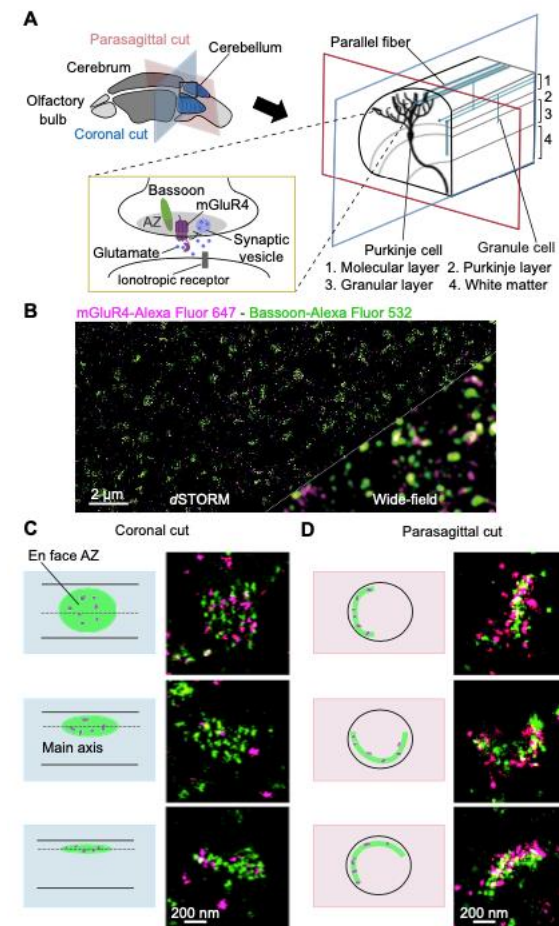 A
Parasagittal cut
Cerebellum
Cerebrum
Olfactory
bulb
Coronal cut
Parallel fiber
1
2
3
4
Bassoon
mGluR4
AZ
Glutamate
Synaptic
vesicle
Ionotropic receptor
Purkinje cell
Granule cell
1. Molecular layer 2. Purkinje layer
3. Granular layer 4. White matter
B
mGluR4-Alexa Fluor 647 - Bassoon-Alexa Fluor 532
2 µm
dSTORM
Wide-field
C
Coronal cut
En face AZ
Main axis
200 nm
D
Parasagittal cut
200 nm